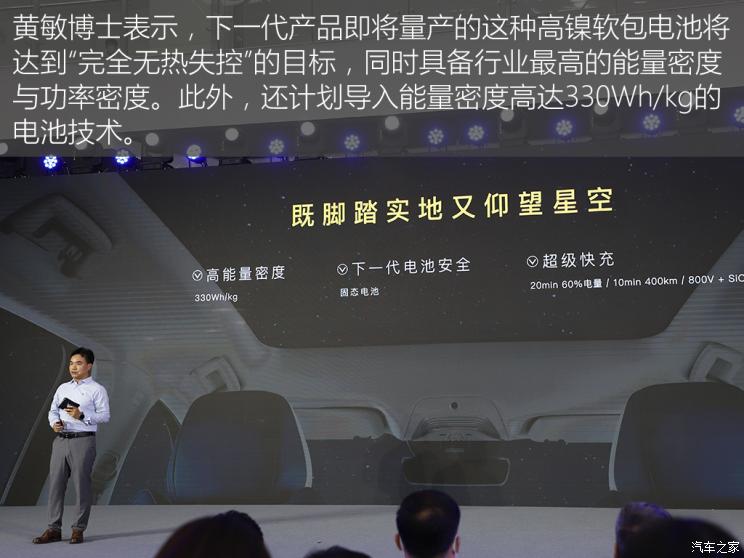 黄敏博士表示，下一代产品即将量产的这种高镍软包电池将
达到“完全无热失控”的目标，同时具备行业最高的能量密度
与功率密度。此外，还计划导入能量密度高达330Wh/kg的
电池技术。
既脚踏实地又仰望星空
高能量密度
330Wh/kg
下一代电池安全
固态电池
超级快充
20min 60%电量 / 10min 400km / 800V + SIC
汽车之家